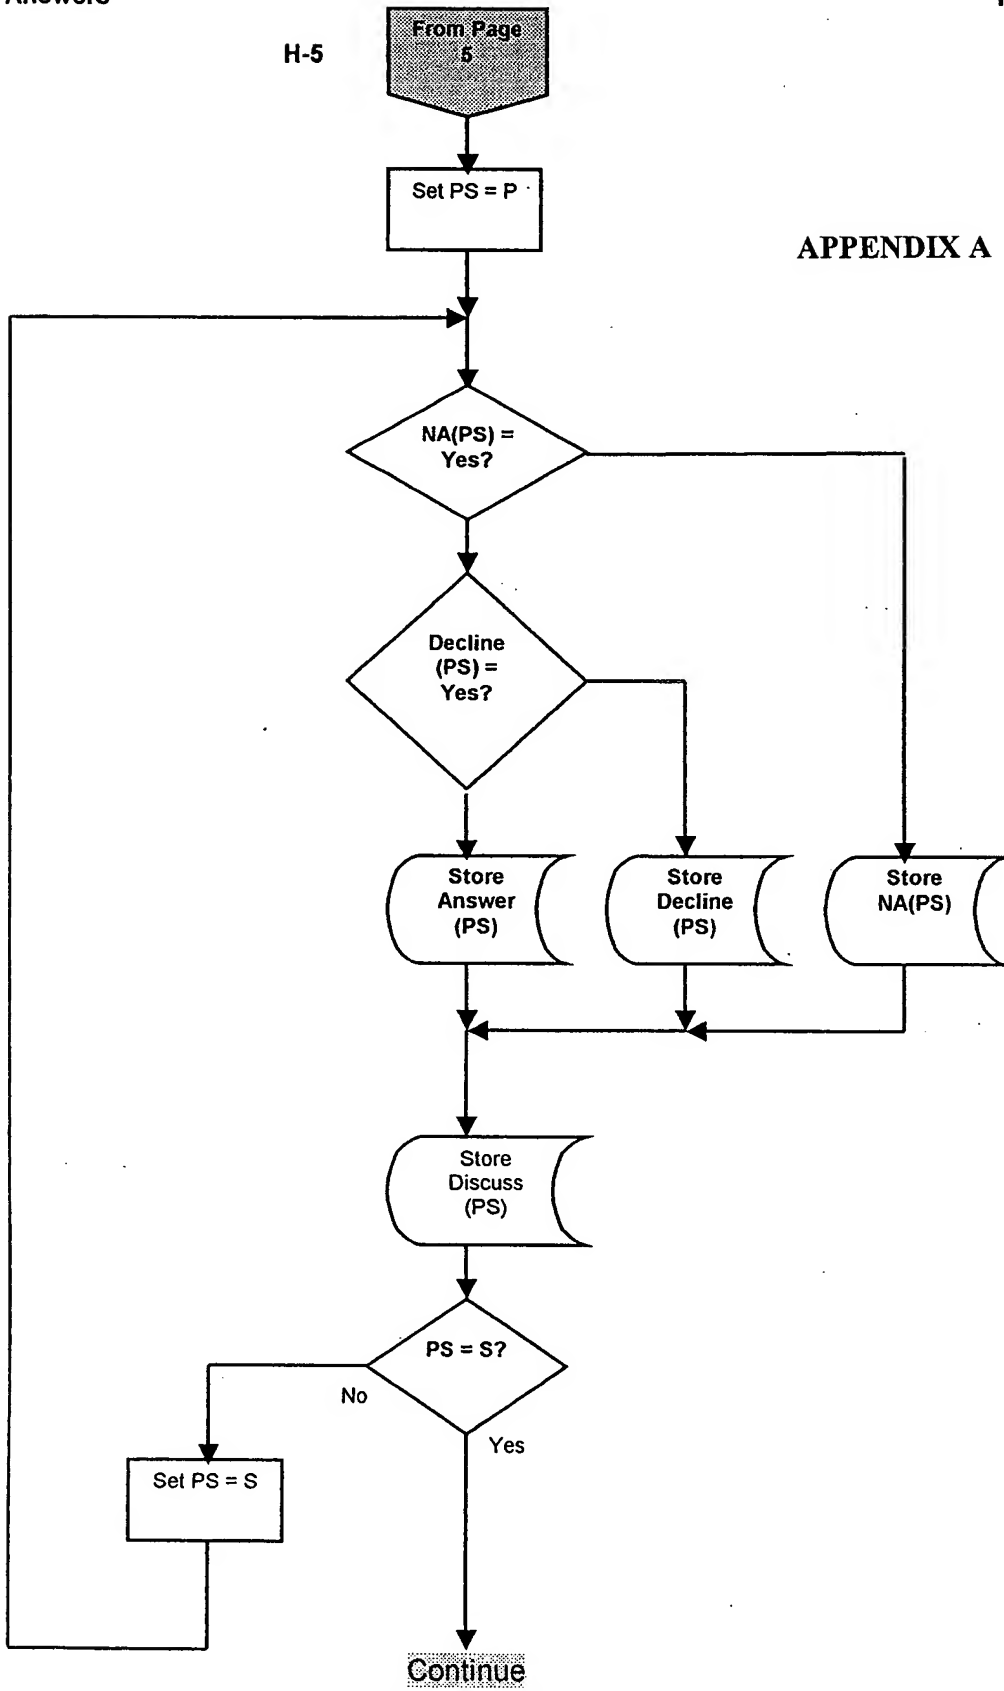 Answers
H-5
From Page
5
Set PS = P
APPENDIX A
NA(PS) =
Yes?
Decline
(PS) =
Yes?
Store
Answer
(PS)
Store
Decline
(PS)
Store
NA(PS)
Store
Discuss
(PS)
PS = S?
No
Yes
Set PS = S
Continue